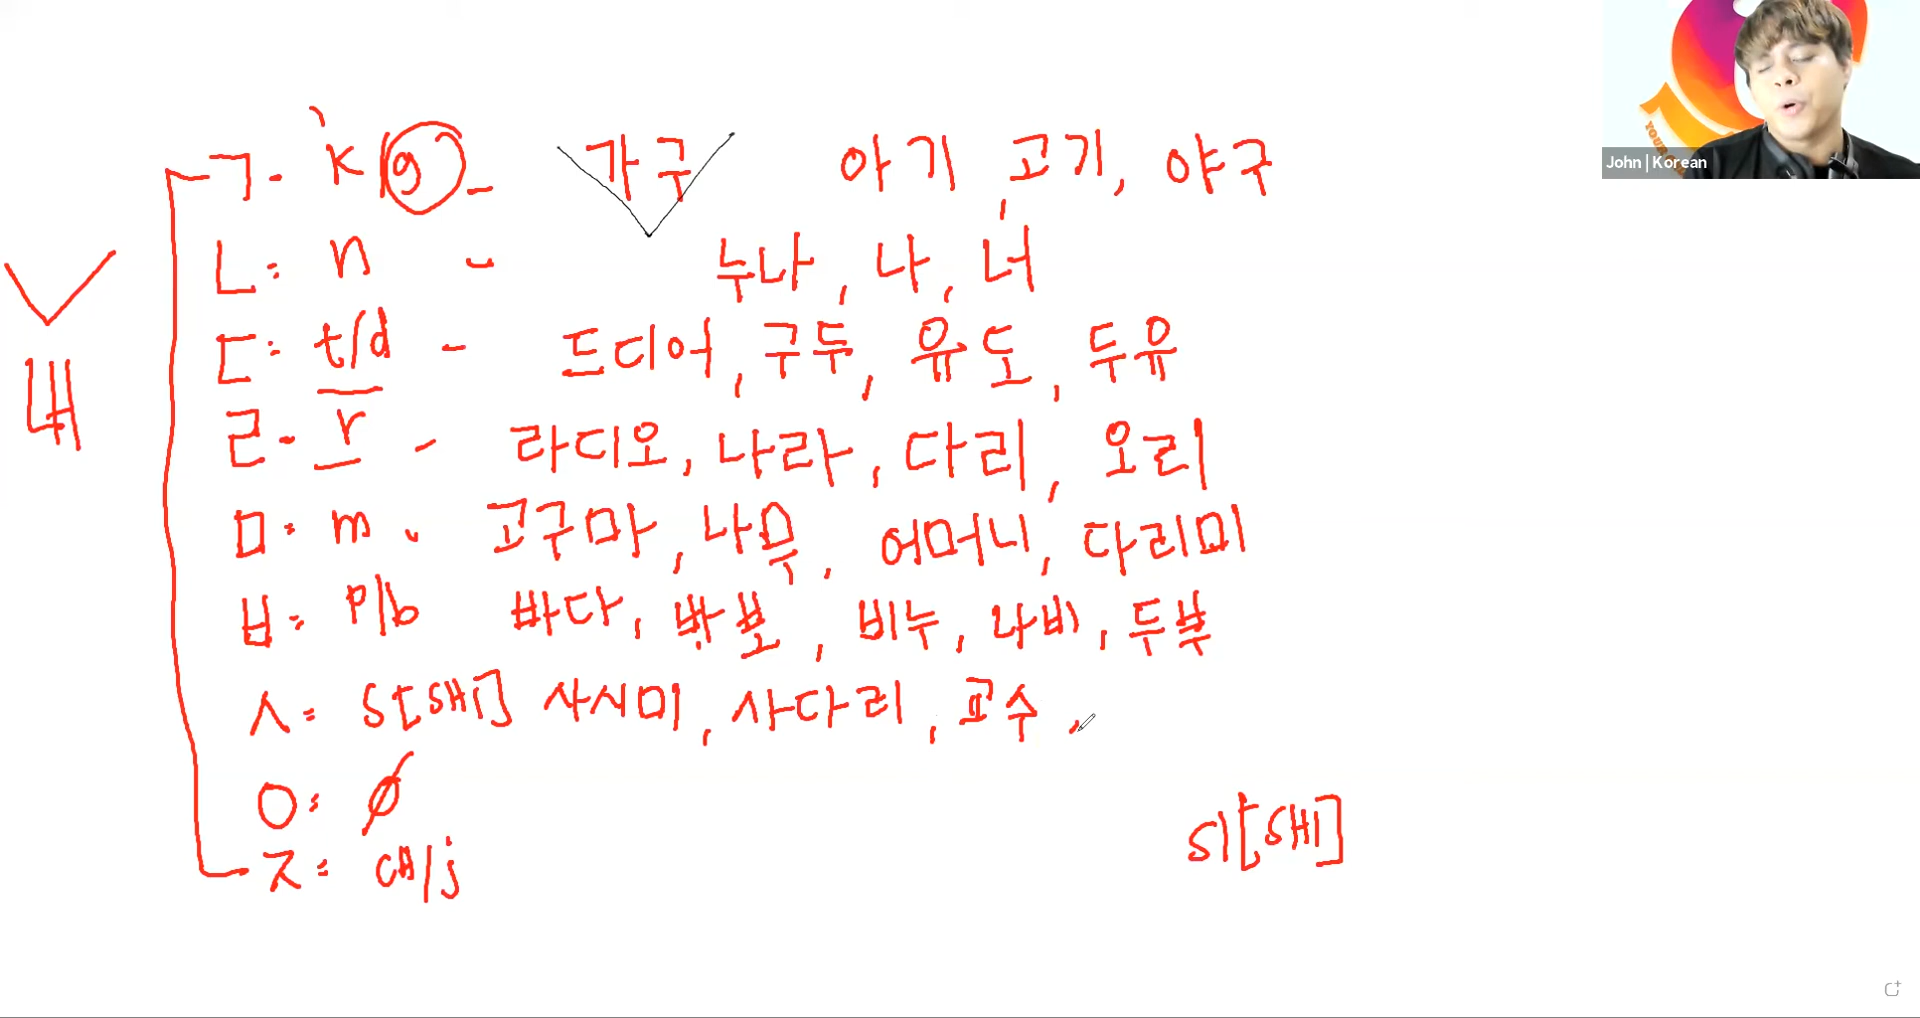 ㄱ- k/g - 가구 아기 고기, 야구
ㄴ= n - 누나, 나, 너
ㄷ= t/d - 드디어, 구두, 유도, 두유
내
ㄹ- r - 라디오, 나라, 다리, 오리
ㅁ= m - 고구마, 나무, 어머니, 다리미
ㅂ= p/b 바다, 바보, 비누, 나비, 두부
ㅅ= S[SHI] 사시미, 사다리, 교수,
ㅇ= ∅
ㅈ= CH/j
SI[SHI]
John | Korean